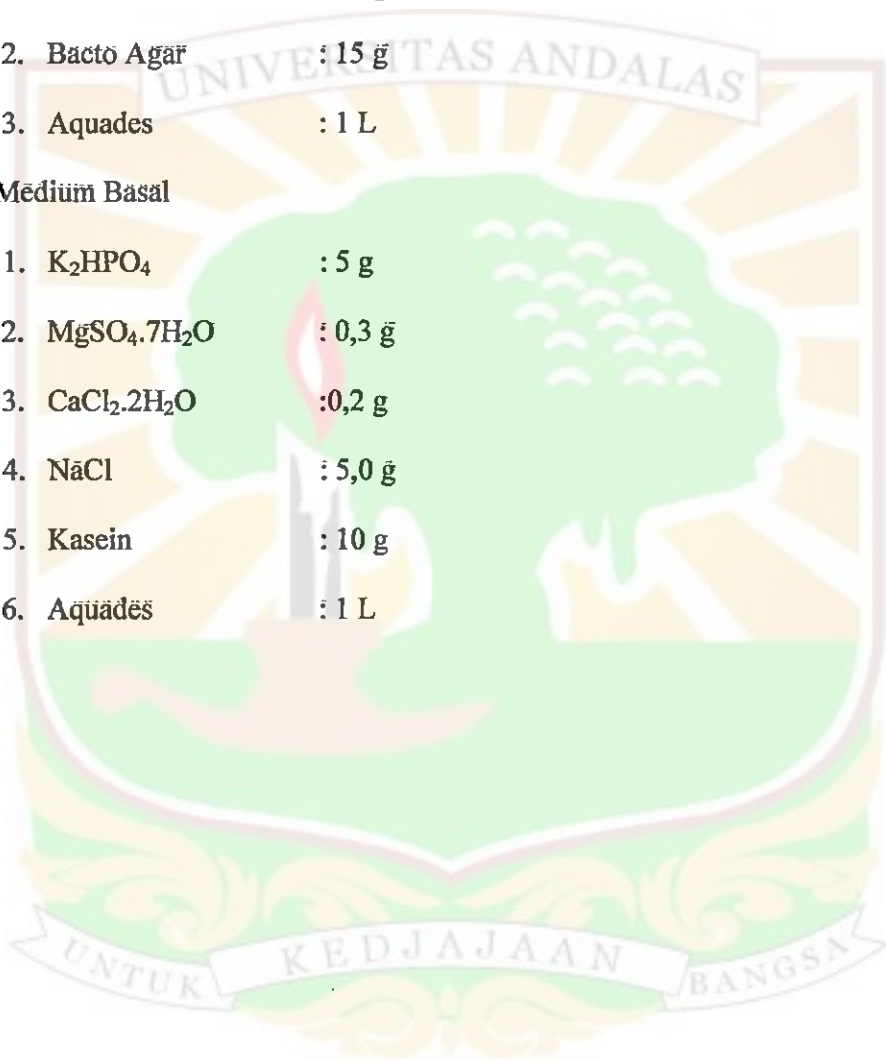 2. Bacto Agar : 15 g
UNIVERSITAS ANDALAS
3. Aquades : 1 L
Medium Basal
1. K₂HPO₄ : 5 g
2. MgSO₄.7H₂O : 0,3 g
3. CaCl₂.2H₂O :0,2 g
4. NaCl : 5,0 g
5. Kasein : 10 g
6. Aquades : 1 L
UNTUK KEDJAJAAN BANGSA